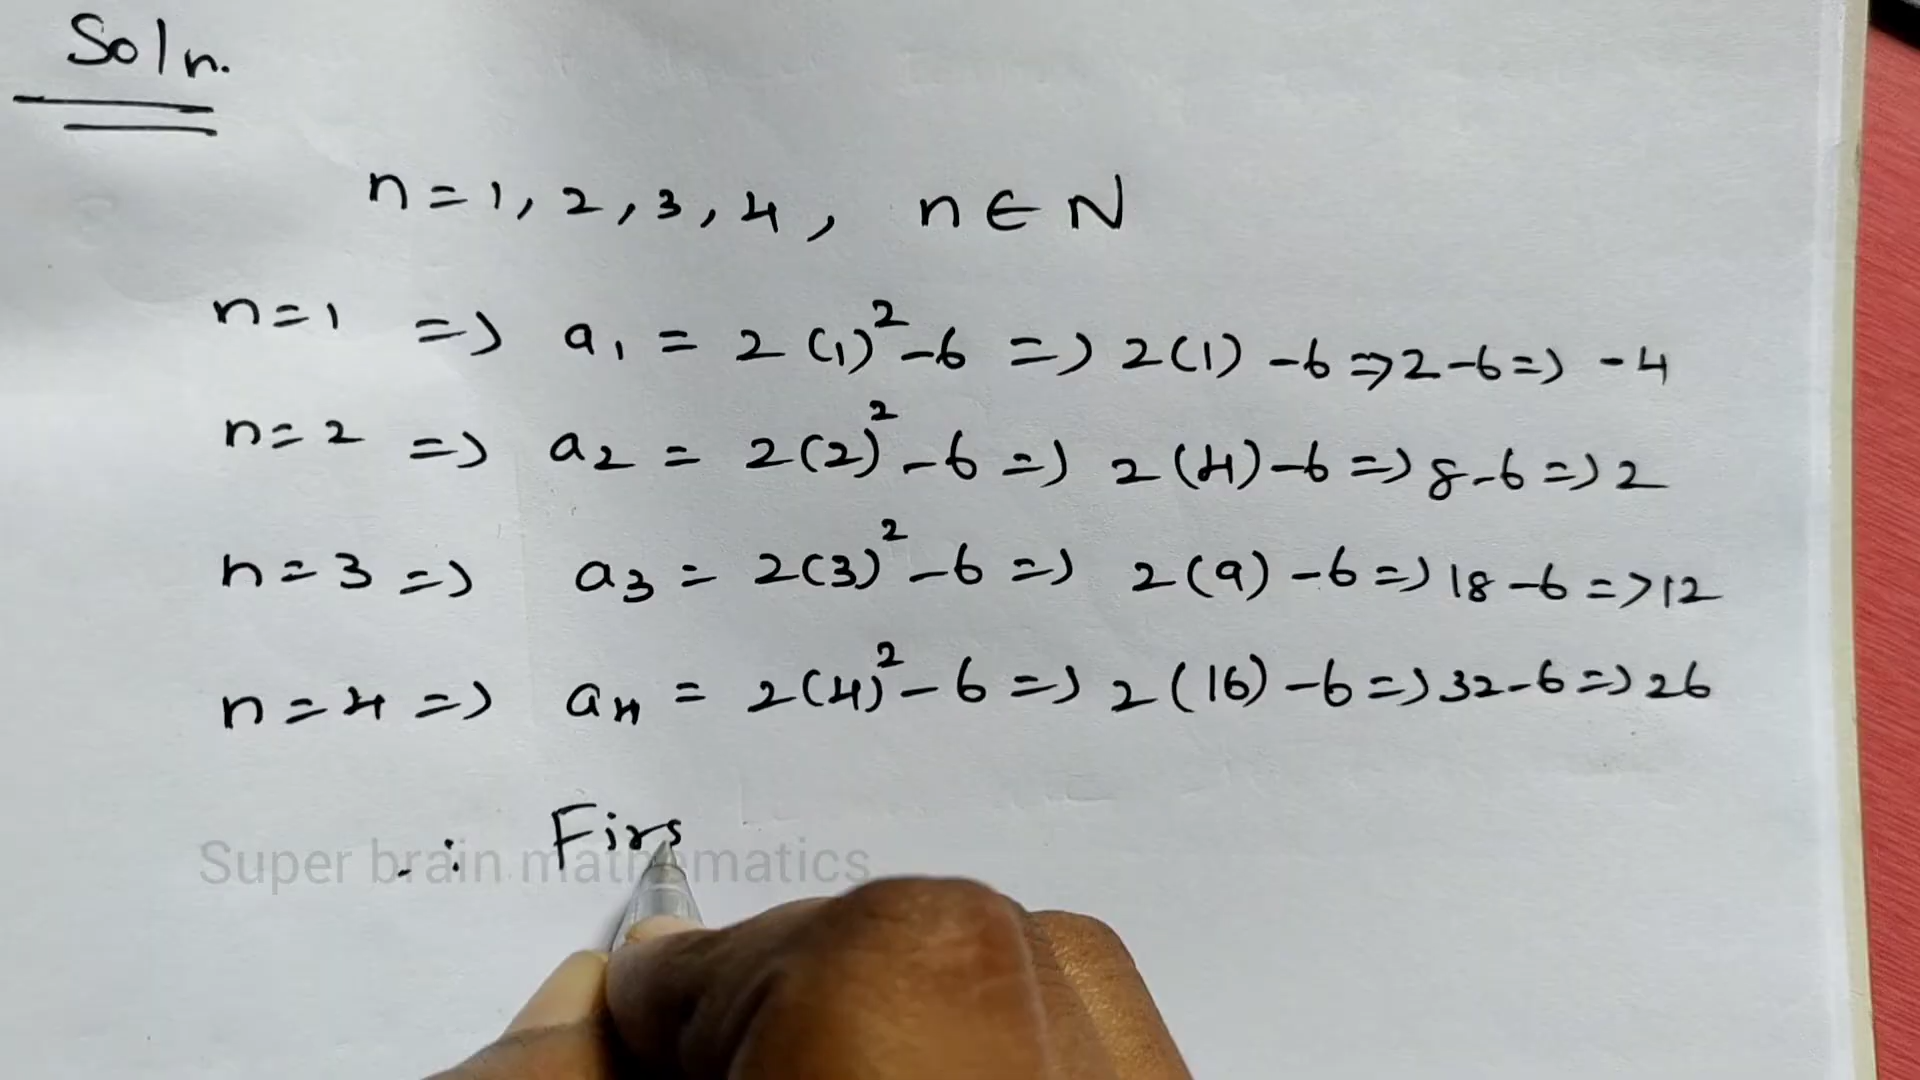 Soln.
n = 1, 2, 3, 4, n ∈ N
n = 1 => a₁ = 2(1)² - 6 => 2(1) - 6 => 2 - 6 => -4
n = 2 => a₂ = 2(2)² - 6 => 2(4) - 6 => 8 - 6 => 2
n = 3 => a₃ = 2(3)² - 6 => 2(9) - 6 => 18 - 6 => 12
n = 4 => a₄ = 2(4)² - 6 => 2(16) - 6 => 32 - 6 => 26
∴ Firs
Super brain mathematics